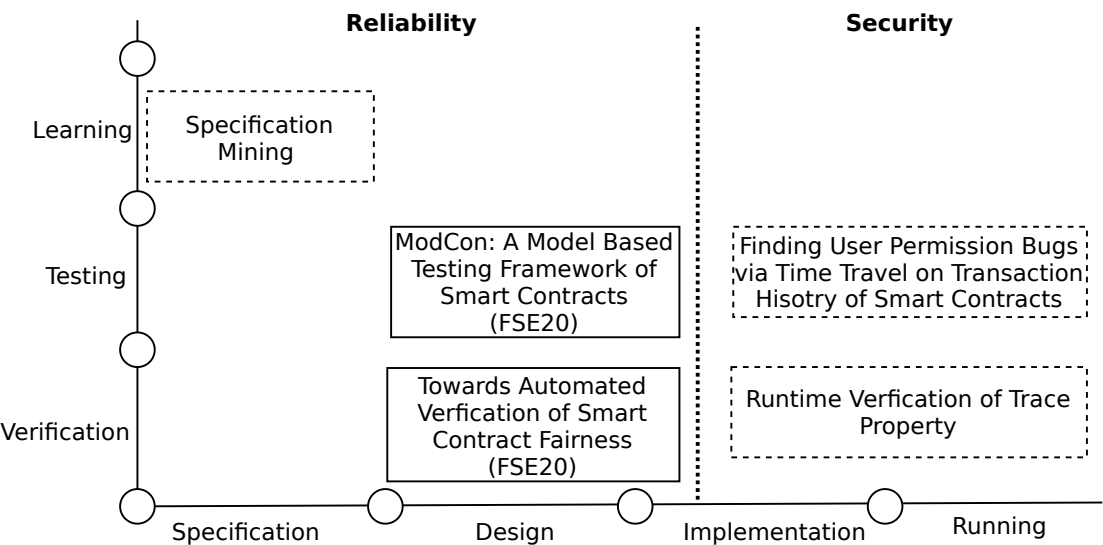 Reliability
Security
Learning
Specification
Mining
Testing
ModCon: A Model Based
Testing Framework of
Smart Contracts
(FSE20)
Finding User Permission Bugs
via Time Travel on Transaction
Hisotry of Smart Contracts
Verification
Towards Automated
Verfication of Smart
Contract Fairness
(FSE20)
Runtime Verfication of Trace
Property
Specification
Design
Implementation
Running